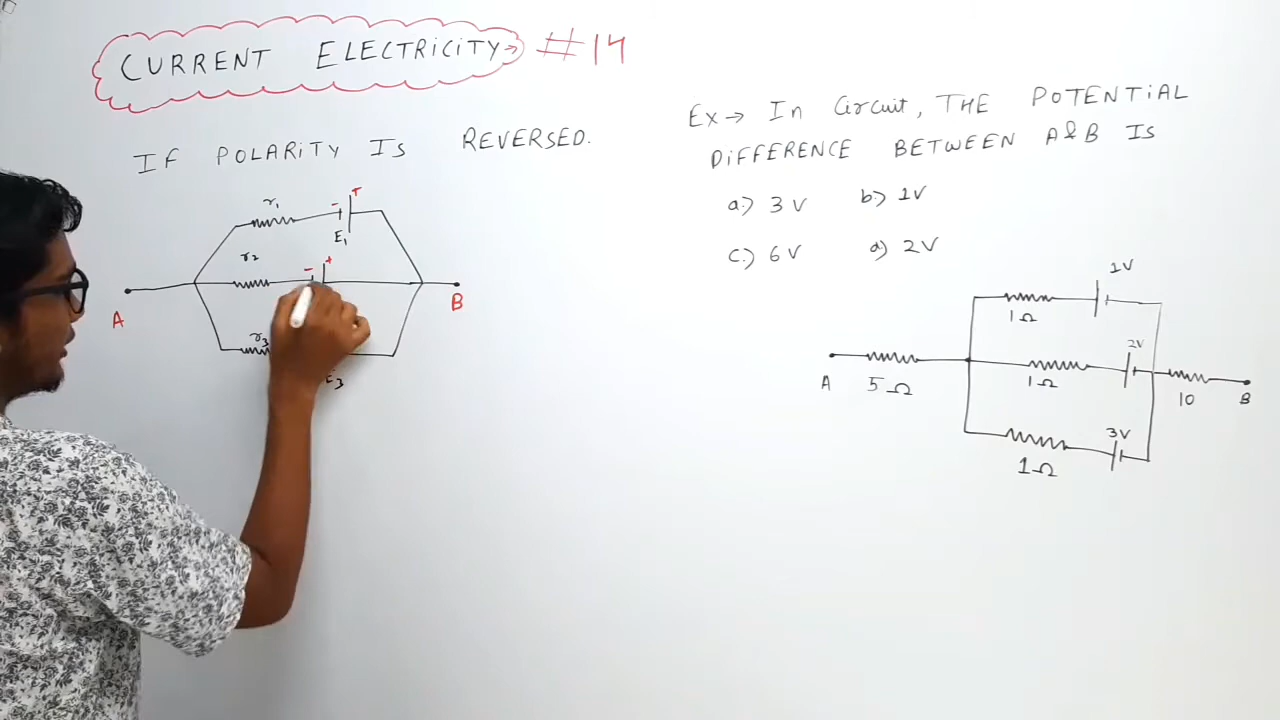 CURRENT ELECTRICITY → #14
IF POLARITY IS REVERSED.
r₁
- +
E₁
r₂
- +
A
B
r₃
Ex → In Circuit, THE POTENTIAL
DIFFERENCE BETWEEN A&B IS
a.) 3 V b.) 1V
c.) 6 V d) 2V
1V
1Ω
2V
A 5Ω 1Ω 10 B
3V
1Ω